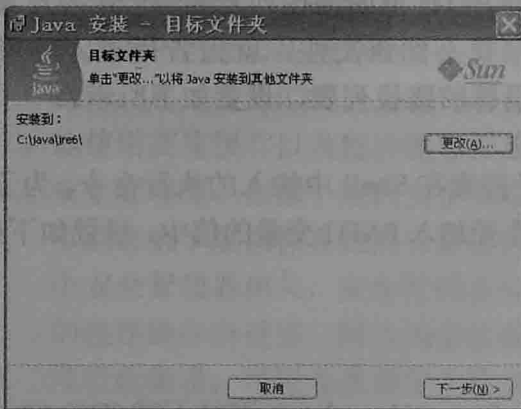 Java 安装 - 目标文件夹
目标文件夹
单击"更改..."以将 Java 安装到其他文件夹
Java
Sun
安装到：
C:\java\jre6\
更改(A)...
取消
下一步(N) >